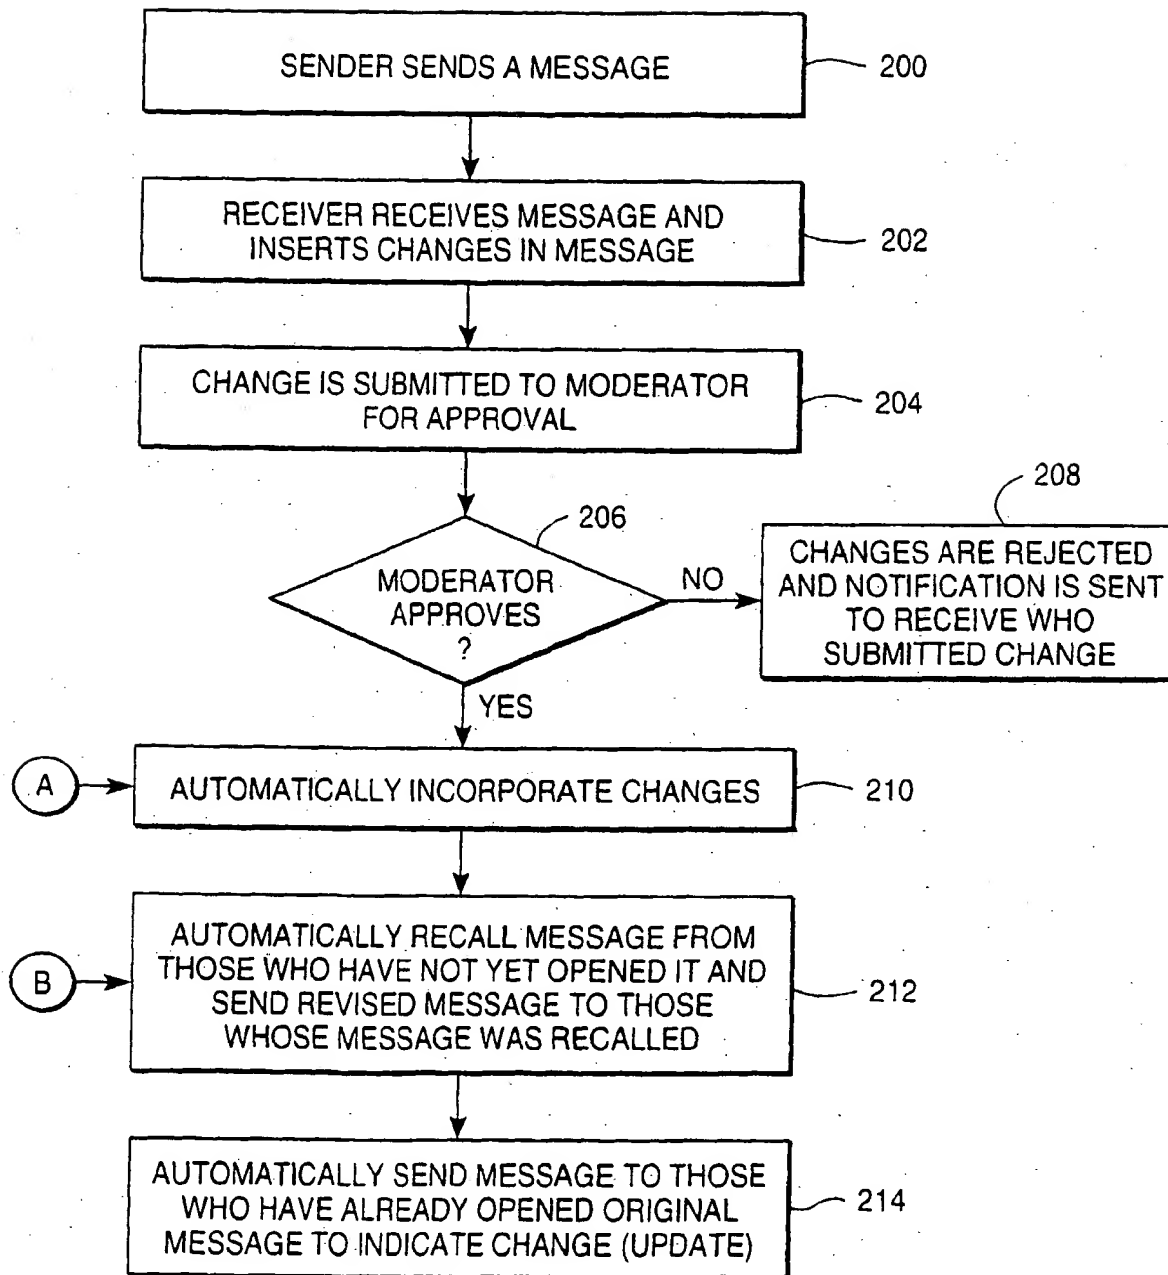 SENDER SENDS A MESSAGE
200
RECEIVER RECEIVES MESSAGE AND
INSERTS CHANGES IN MESSAGE
202
CHANGE IS SUBMITTED TO MODERATOR
FOR APPROVAL
204
206
MODERATOR
APPROVES
?
NO
208
CHANGES ARE REJECTED
AND NOTIFICATION IS SENT
TO RECEIVE WHO
SUBMITTED CHANGE
YES
A
AUTOMATICALLY INCORPORATE CHANGES
210
B
AUTOMATICALLY RECALL MESSAGE FROM
THOSE WHO HAVE NOT YET OPENED IT AND
SEND REVISED MESSAGE TO THOSE
WHOSE MESSAGE WAS RECALLED
212
AUTOMATICALLY SEND MESSAGE TO THOSE
WHO HAVE ALREADY OPENED ORIGINAL
MESSAGE TO INDICATE CHANGE (UPDATE)
214